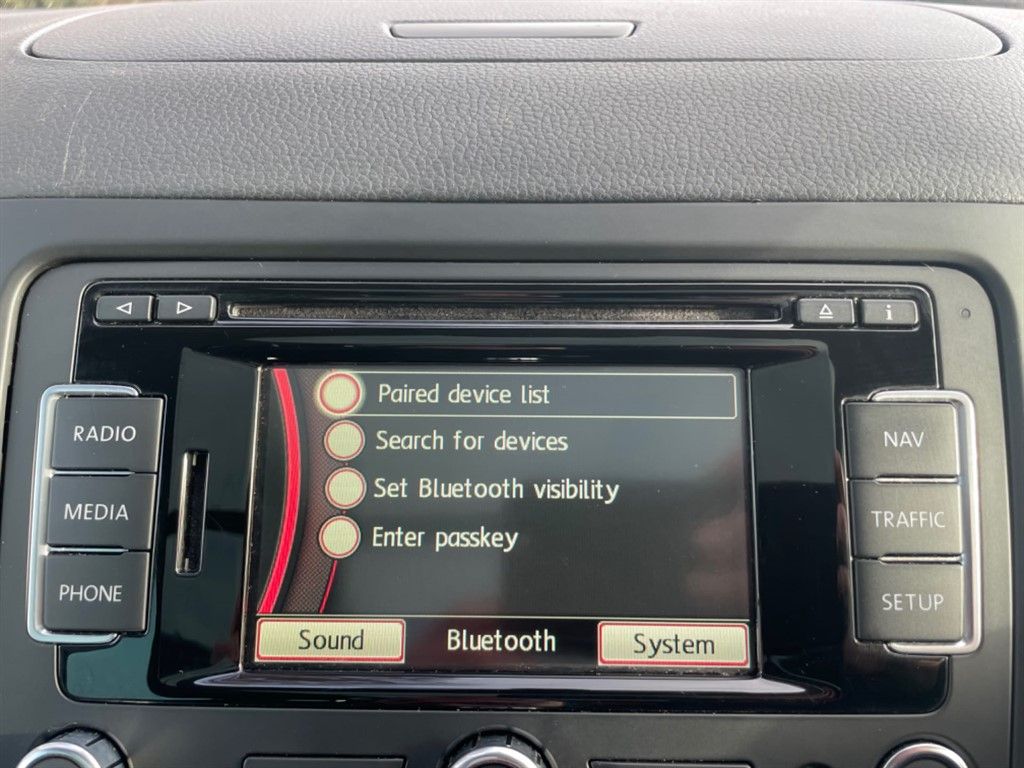 i
RADIO
MEDIA
PHONE
Paired device list
Search for devices
Set Bluetooth visibility
Enter passkey
Sound
Bluetooth
System
NAV
TRAFFIC
SETUP